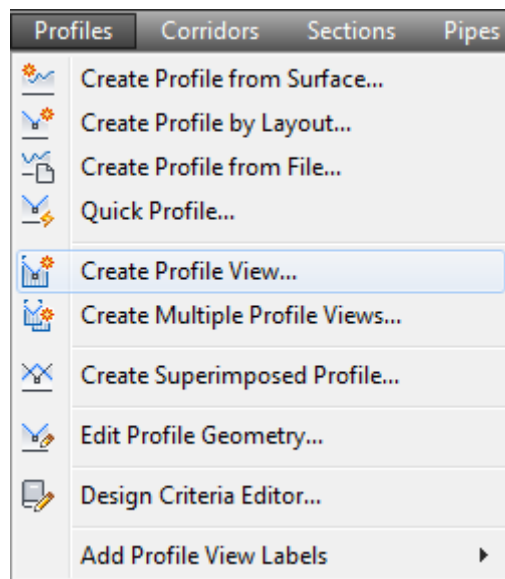 Profiles Corridors Sections Pipes
Create Profile from Surface...
Create Profile by Layout...
Create Profile from File...
Quick Profile...
Create Profile View...
Create Multiple Profile Views...
Create Superimposed Profile...
Edit Profile Geometry...
Design Criteria Editor...
Add Profile View Labels